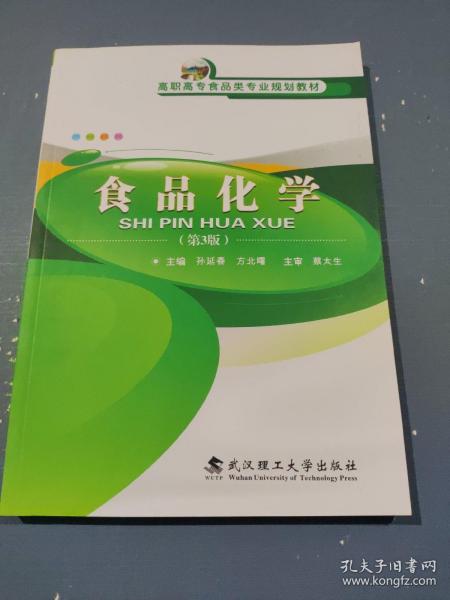 高职高专食品类专业规划教材
食品化学
SHI PIN HUA XUE
（第3版）
主编 孙延春 方北曙 主审 蔡太生
武汉理工大学出版社
WUTP Wuhan University of Technology Press
孔夫子旧书网
www.kongfz.com